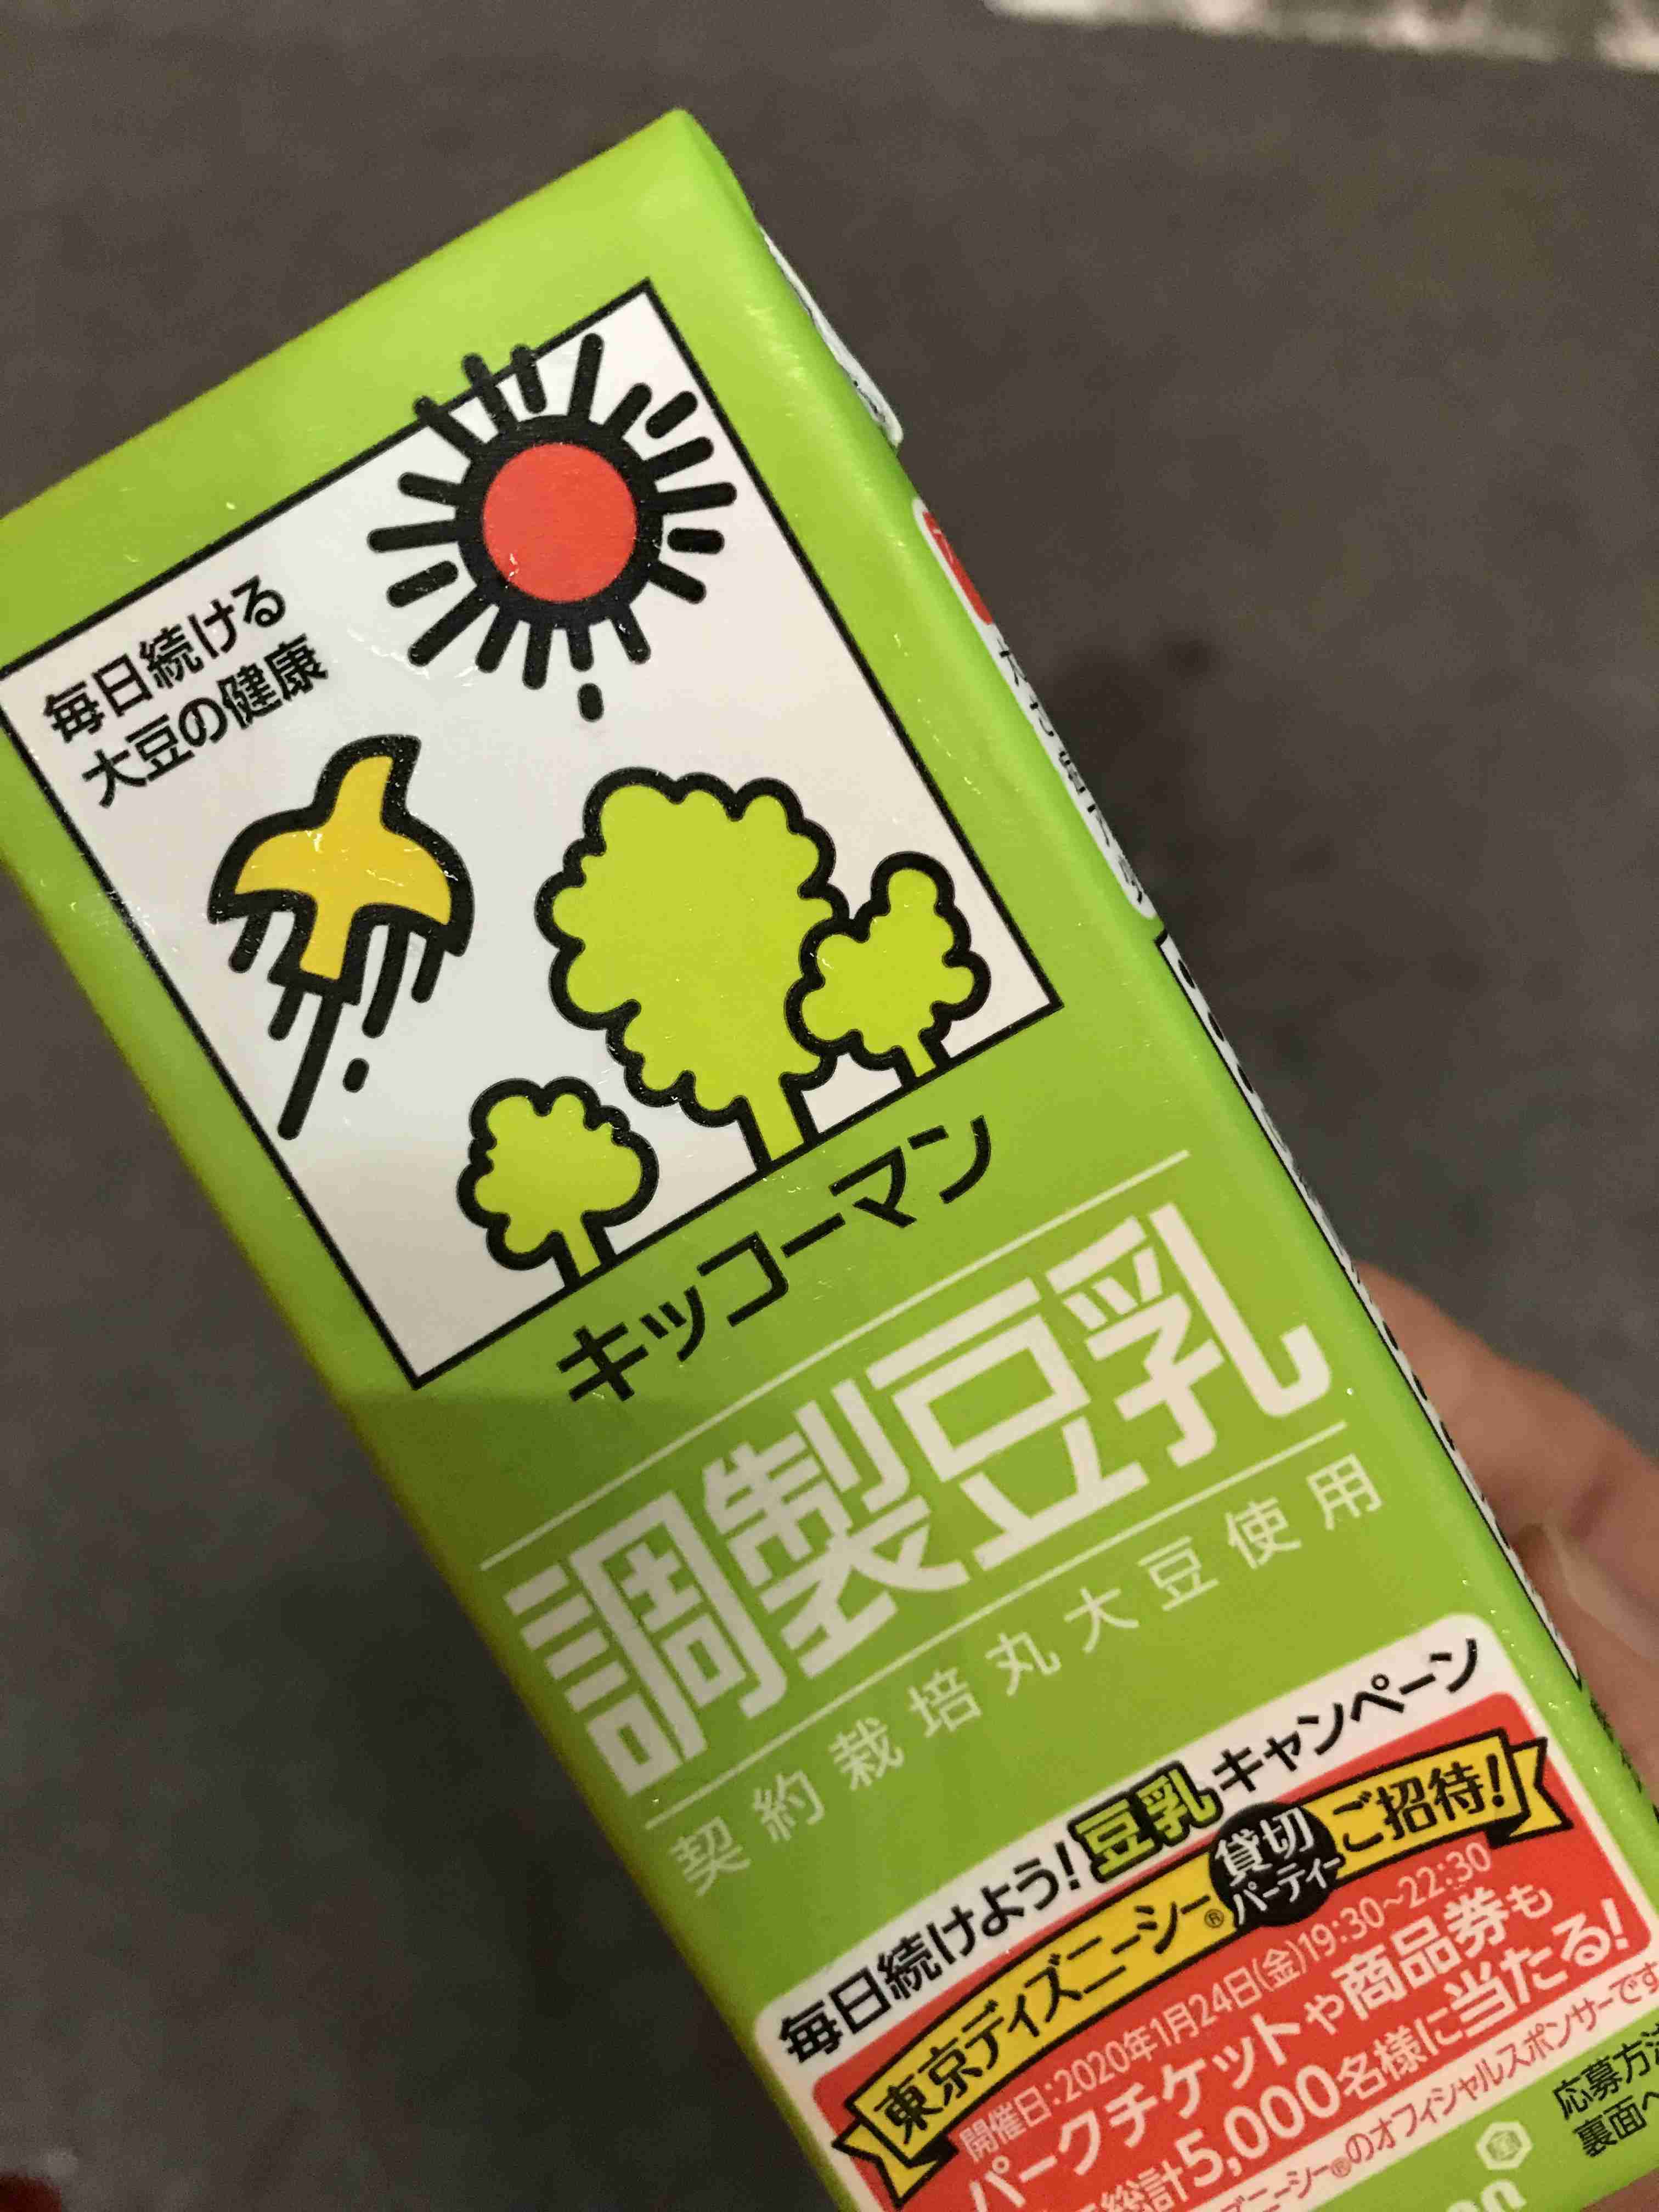 毎日続ける
大豆の健康
キッコーマン
調製豆乳
契約栽培丸大豆使用
毎日続けよう!豆乳キャンペーン
東京ディズニーシー®貸切パーティーご招待!
開催日:2020年1月24日(金)19:30~22:30
パークチケットや商品券も
総計5,000名様に当たる!
ニーシー®のオフィシャルスポンサーです
応募方法
裏面へ